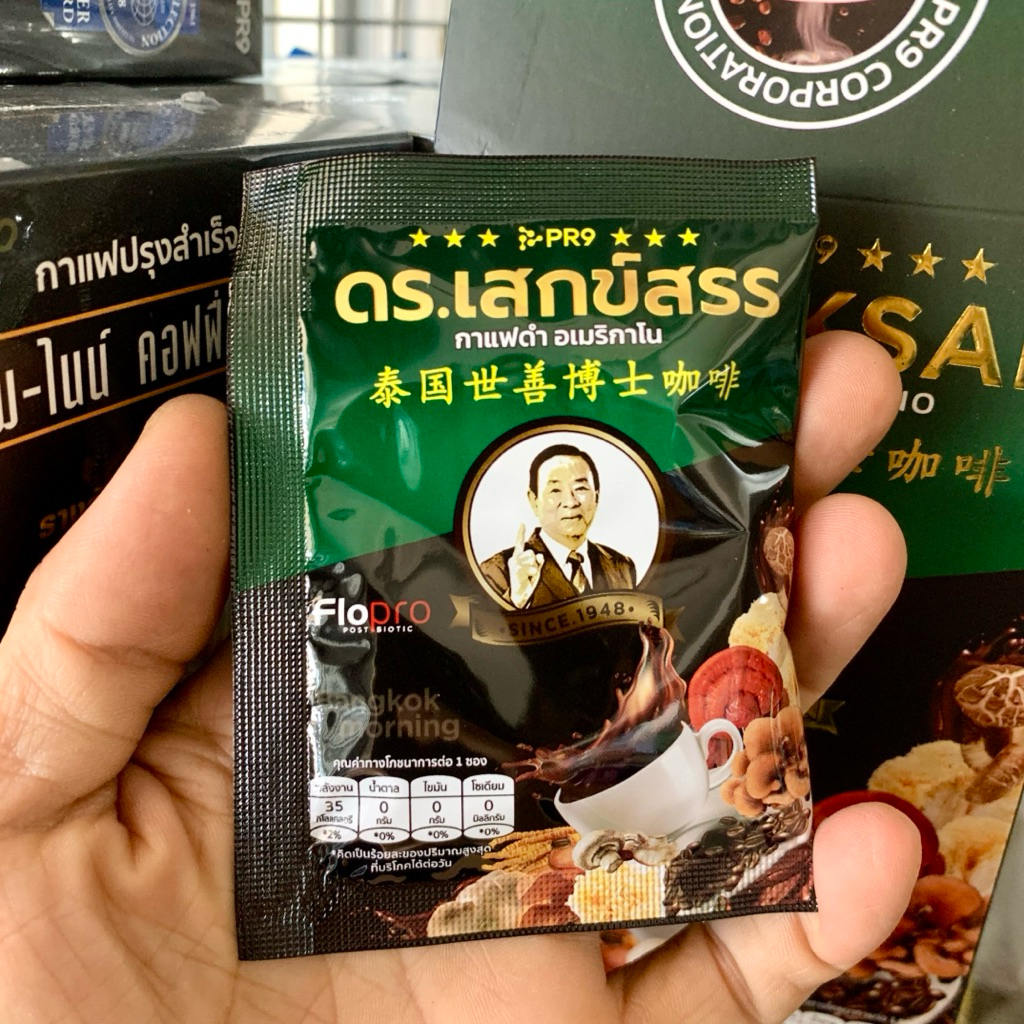 PR9
กาแฟปรุงสำเร็จ
ม-ไนน์ คอฟฟี่
PR9 CORPORATION
KSA
咖啡
PR9
ดร.เสกข์สรร
กาแฟดำ อเมริกาโน
泰国世善博士咖啡
SINCE.1948
Flopro
POSTBIOTIC
Bangkok
morning
คุณค่าทางโภชนาการต่อ 1 ซอง
พลังงาน น้ำตาล ไขมัน โซเดียม
35 0 0 0
กิโลแคลอรี กรัม กรัม มิลลิกรัม
*2% *0% *0% *0%
*คิดเป็นร้อยละของปริมาณสูงสุด
ที่บริโภคได้ต่อวัน